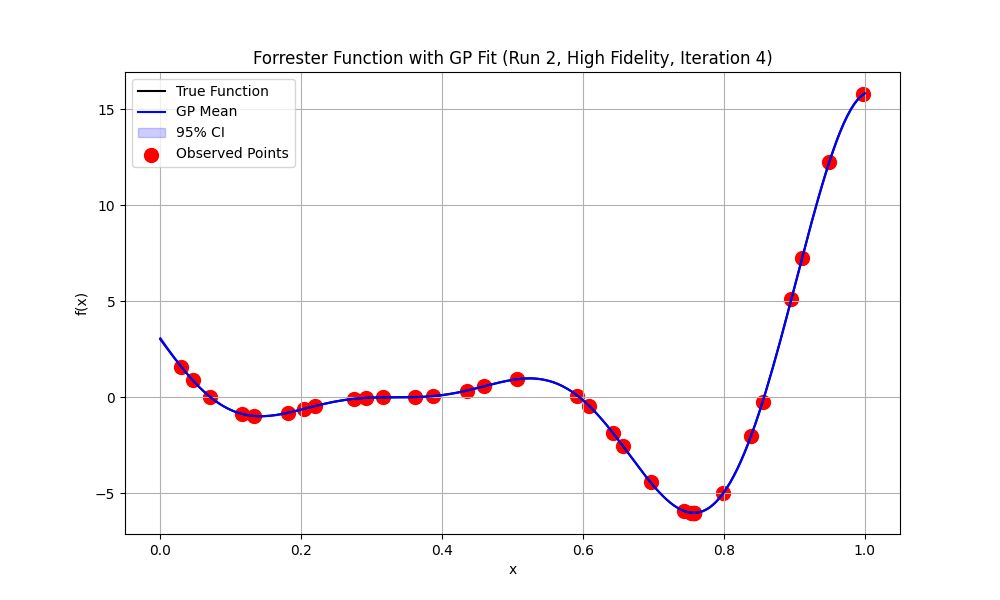 Forrester Function with GP Fit (Run 2, High Fidelity, Iteration 4)
True Function
GP Mean
95% CI
Observed Points
f(x)
15
10
5
0
−5
0.0
0.2
0.4
0.6
0.8
1.0
x